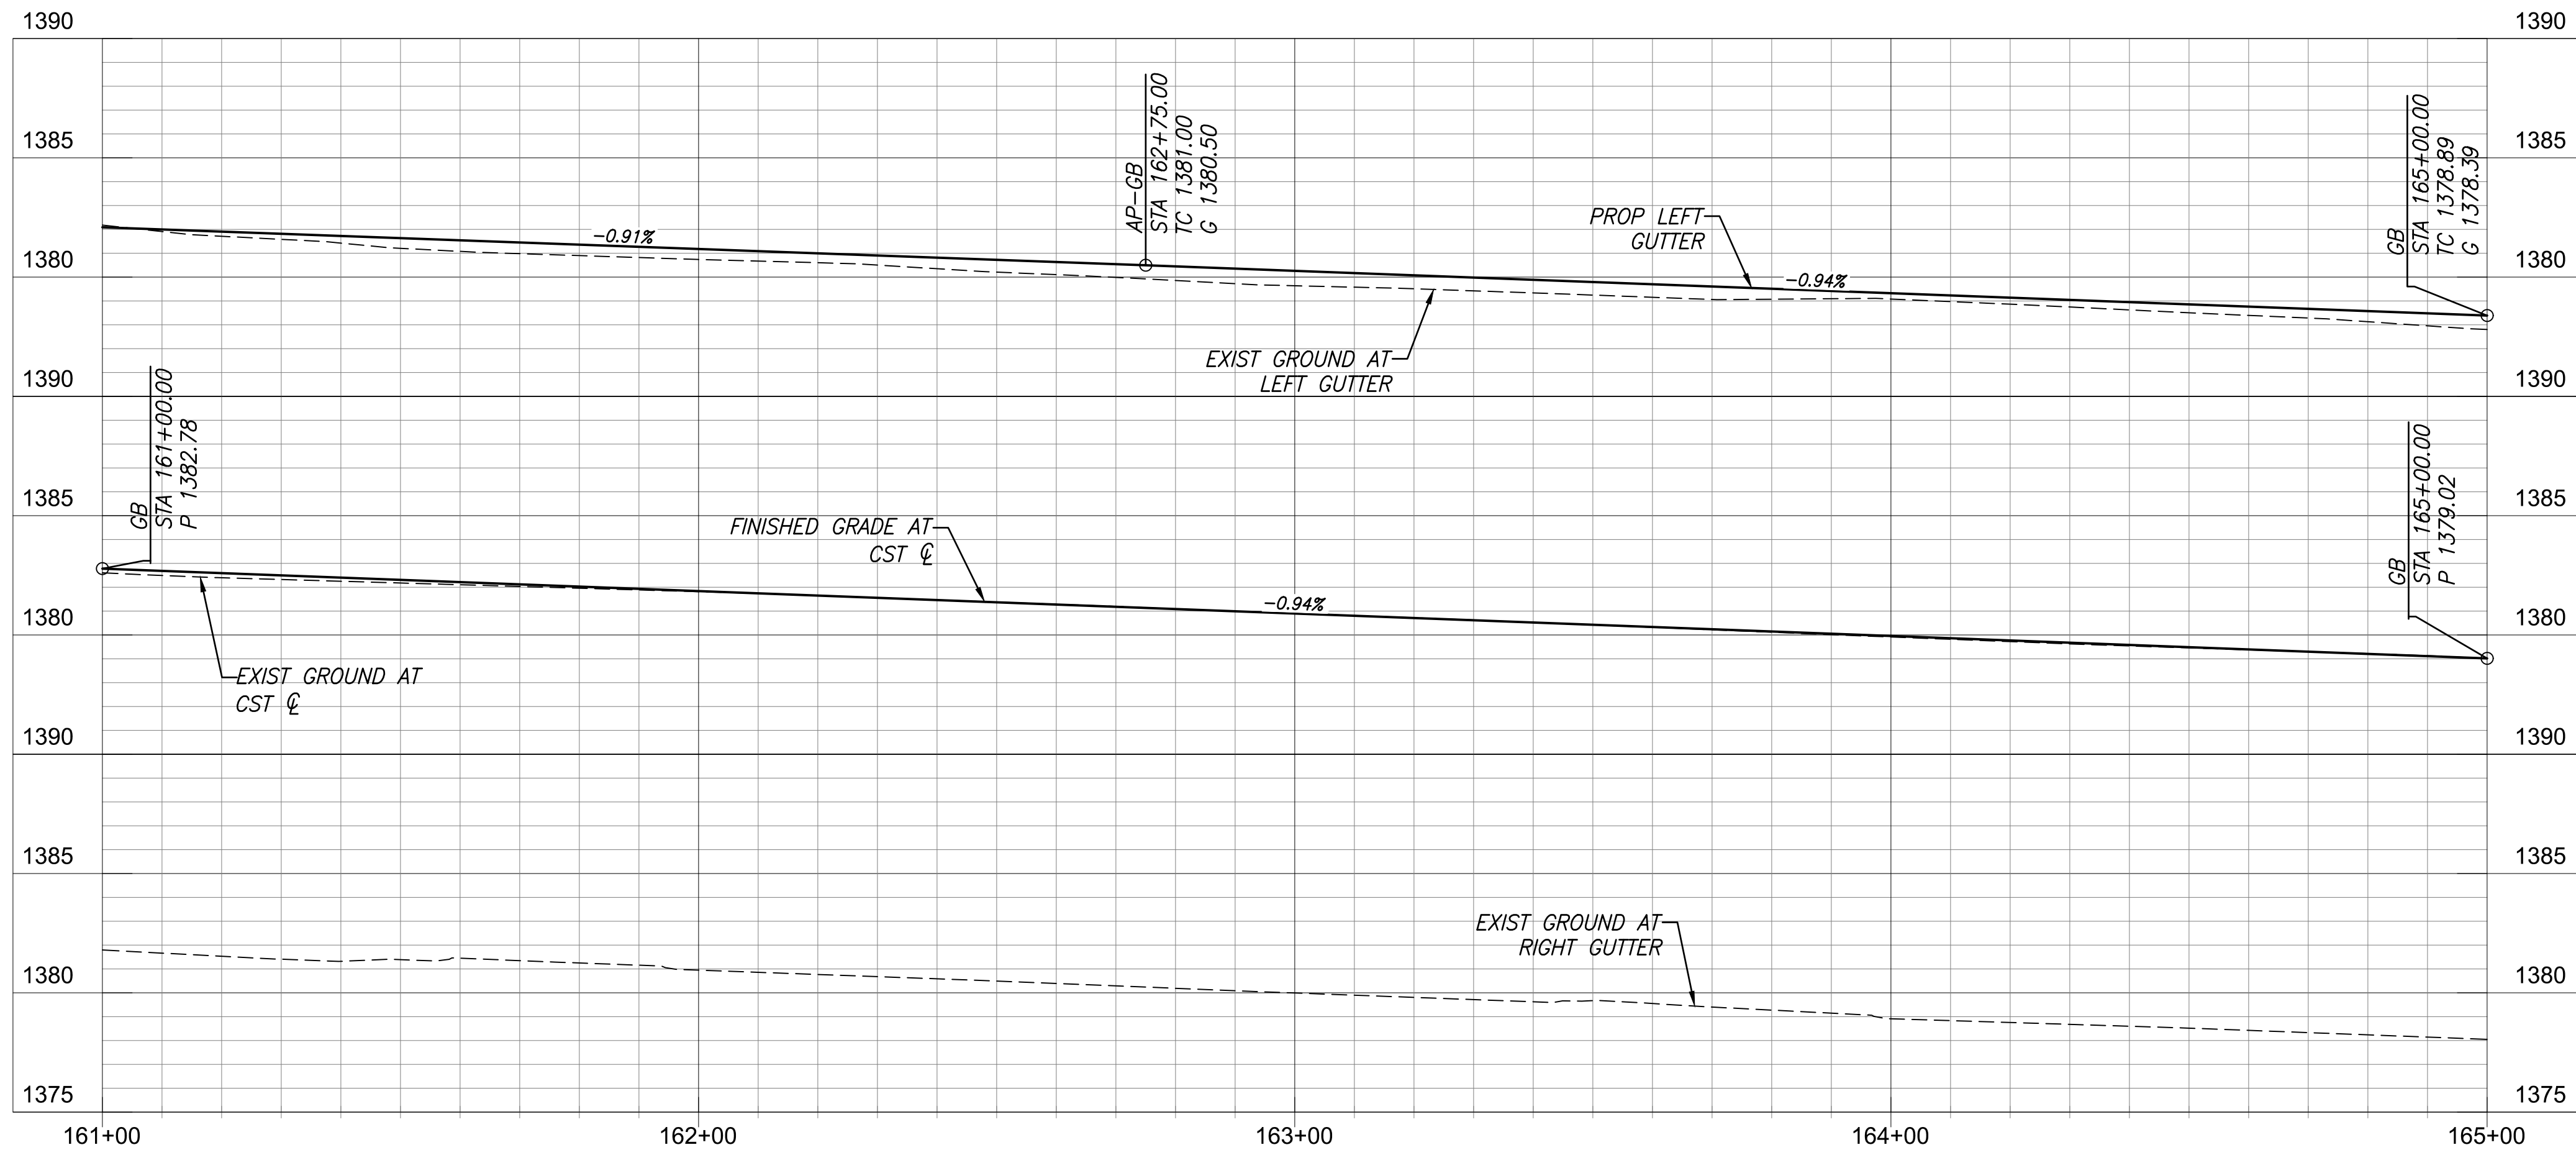 1390
1390
AP-GB
STA 162+75.00
TC 1381.00
G 1380.50
GB
STA 165+00.00
TC 1378.89
G 1378.39
1385
1385
PROP LEFT
GUTTER
-0.91%
1380
-0.94%
1380
EXIST GROUND AT
LEFT GUTTER
1390
1390
GB
STA 161+00.00
P 1382.78
GB
STA 165+00.00
P 1379.02
1385
1385
FINISHED GRADE AT
CST ℄
-0.94%
1380
1380
EXIST GROUND AT
CST ℄
1390
1390
1385
1385
EXIST GROUND AT
RIGHT GUTTER
1380
1380
1375
1375
161+00
162+00
163+00
164+00
165+00